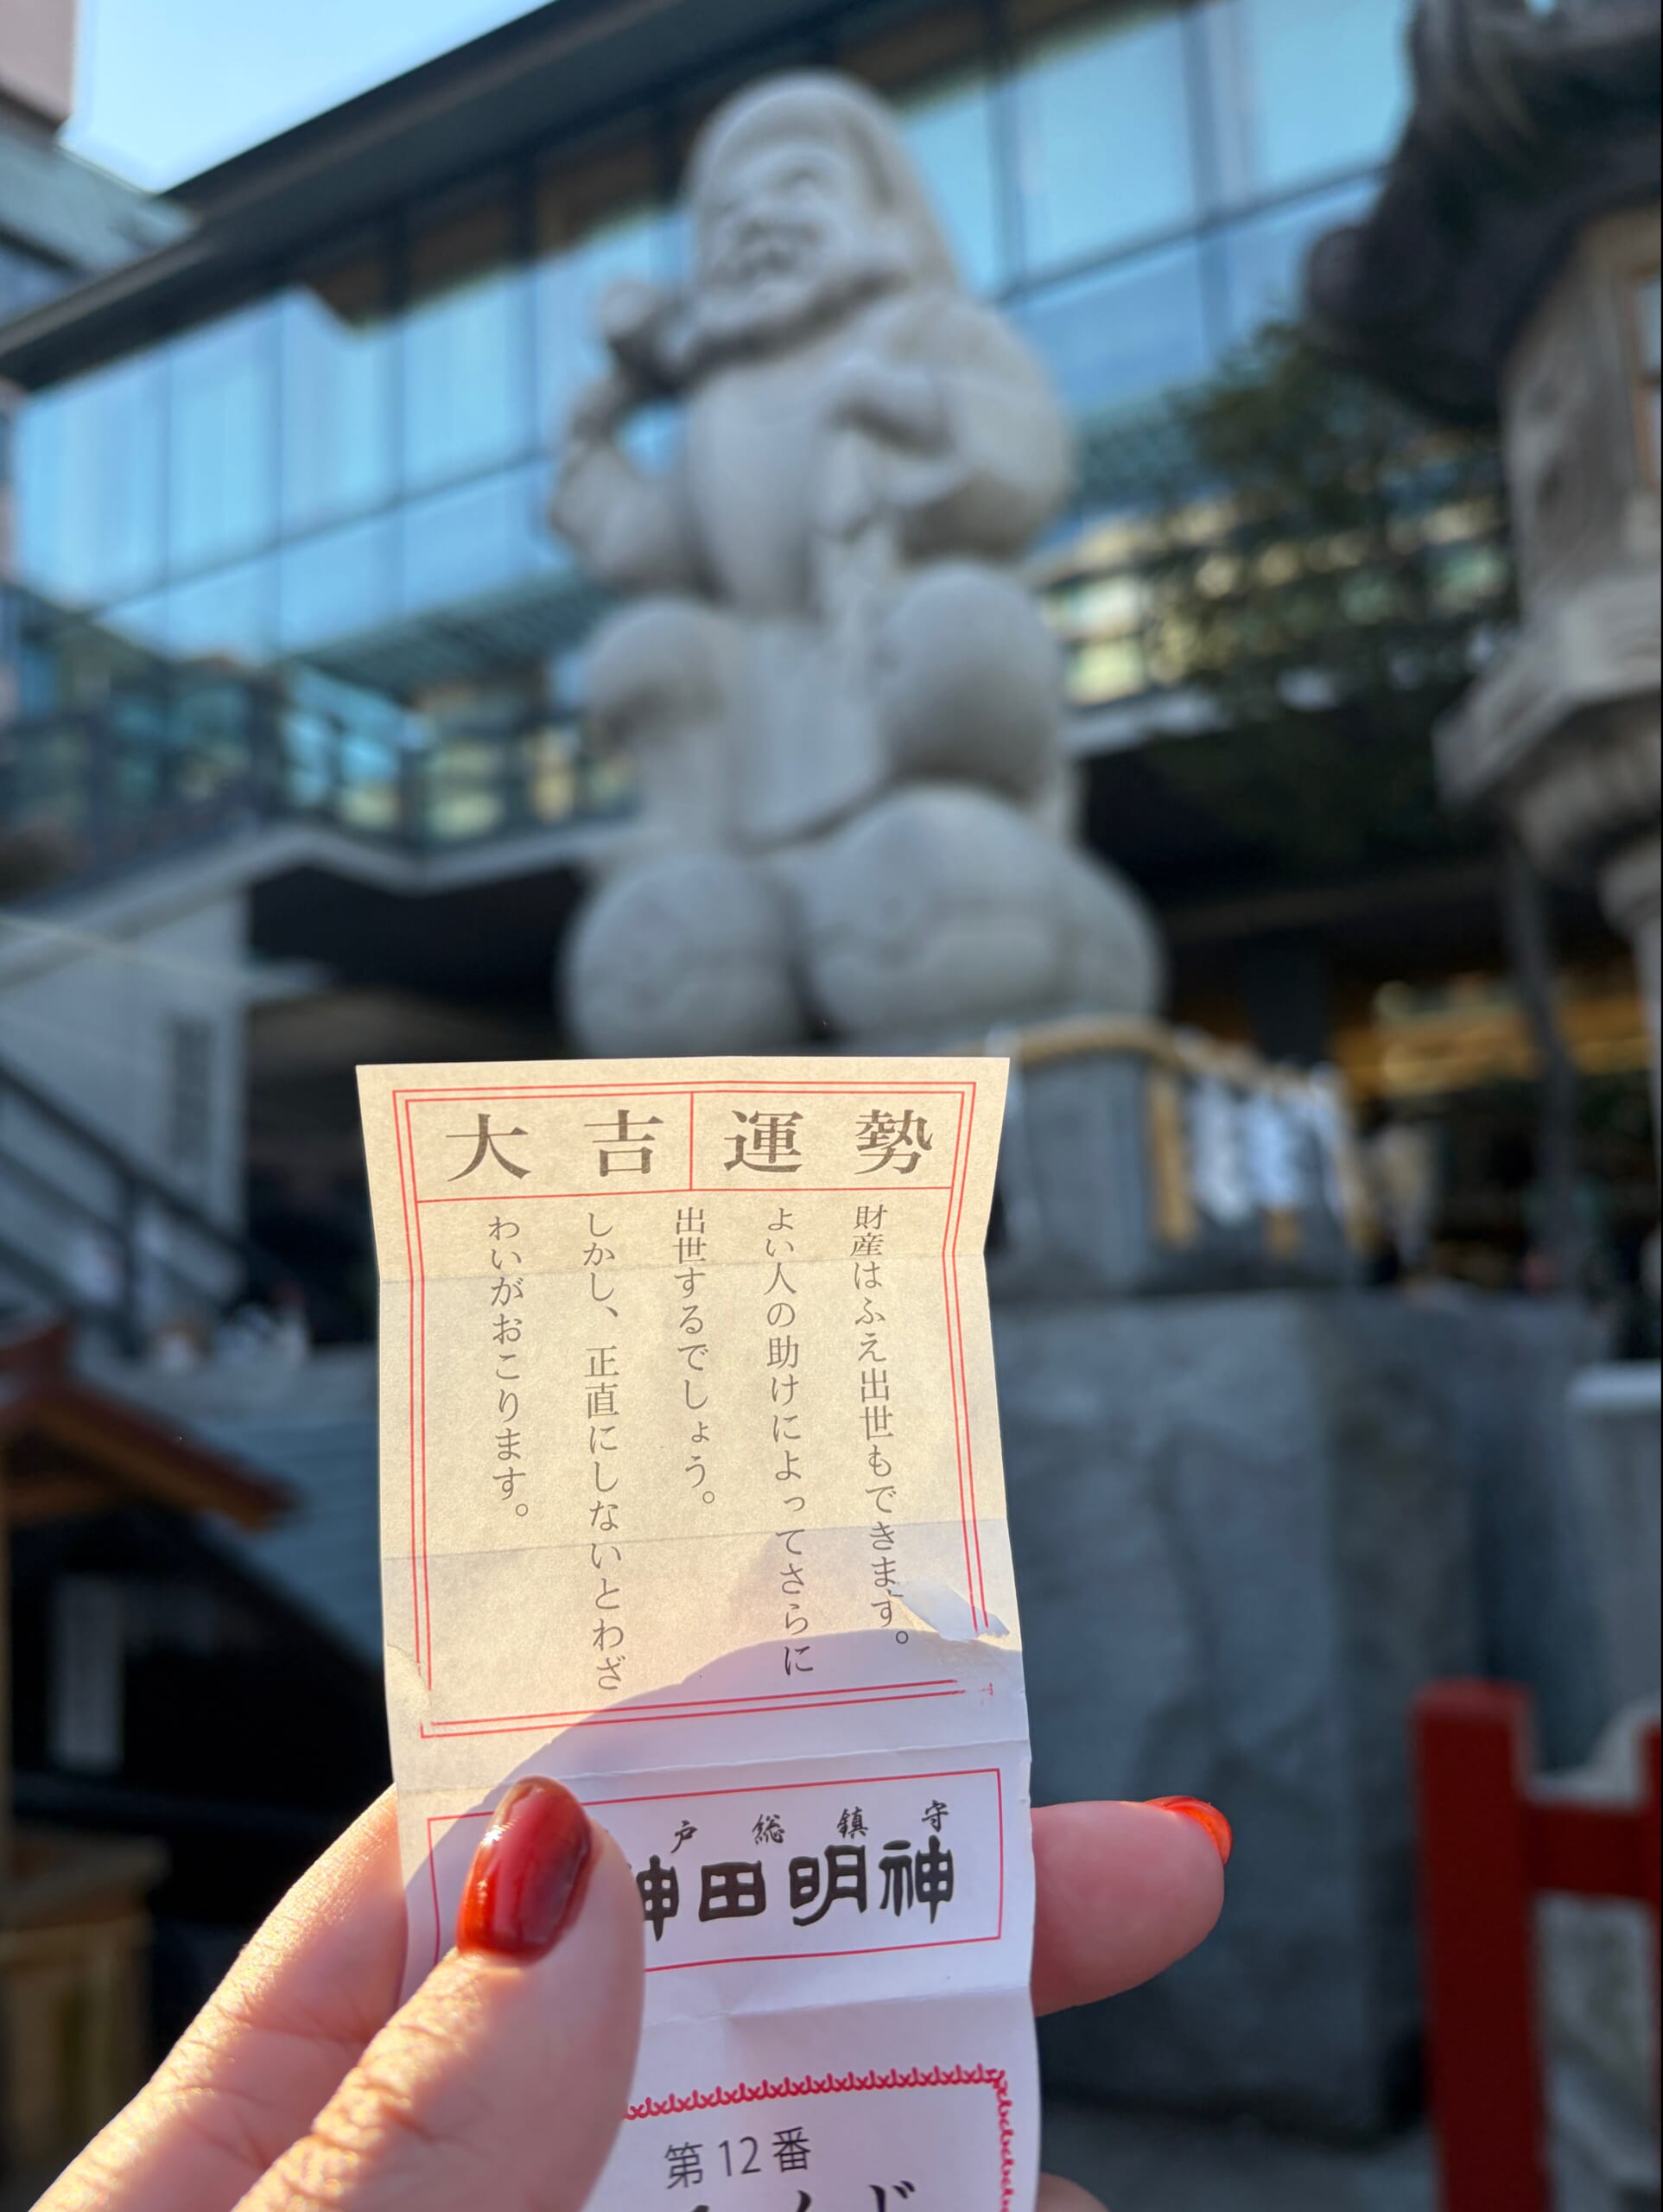 大吉 運勢
財産はふえ出世もできます。
よい人の助けによってさらに
出世するでしょう。
しかし、正直にしないとわざ
わいがおこります。
戸総鎮守
神田明神
第12番